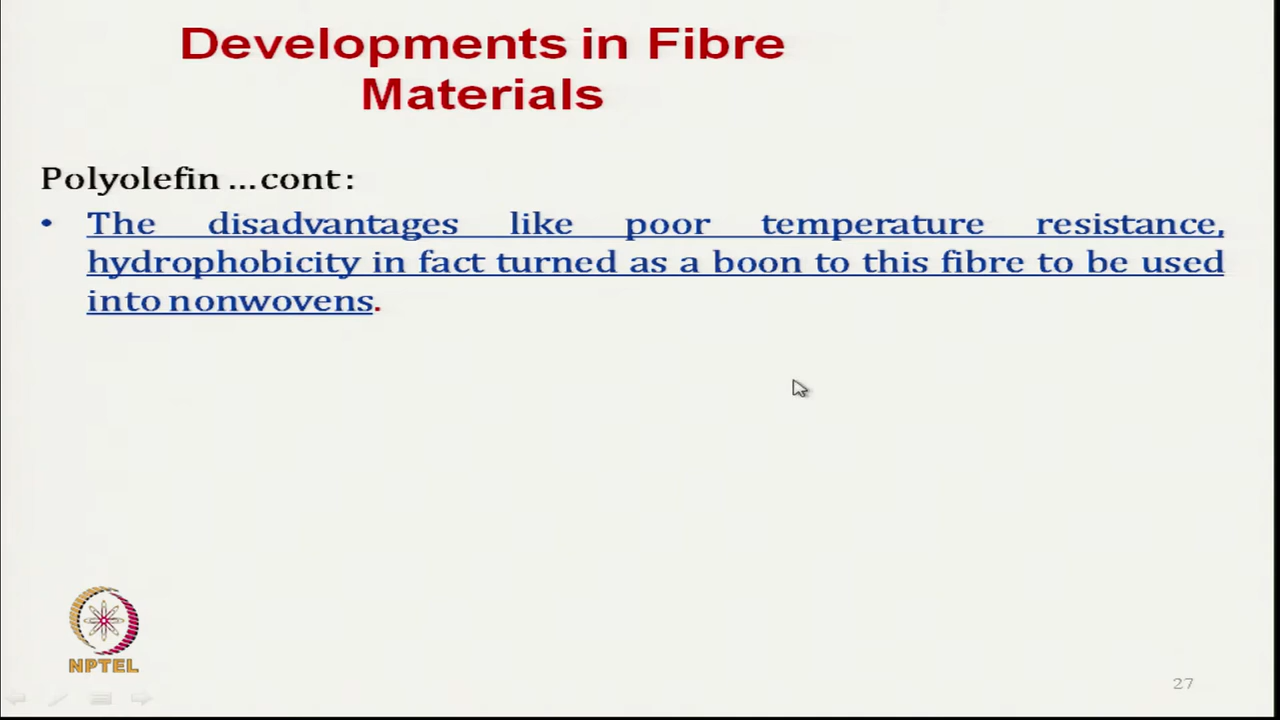 Developments in Fibre
Materials
Polyolefin ...cont:
• The disadvantages like poor temperature resistance,
hydrophobicity in fact turned as a boon to this fibre to be used
into nonwovens.
NPTEL
27